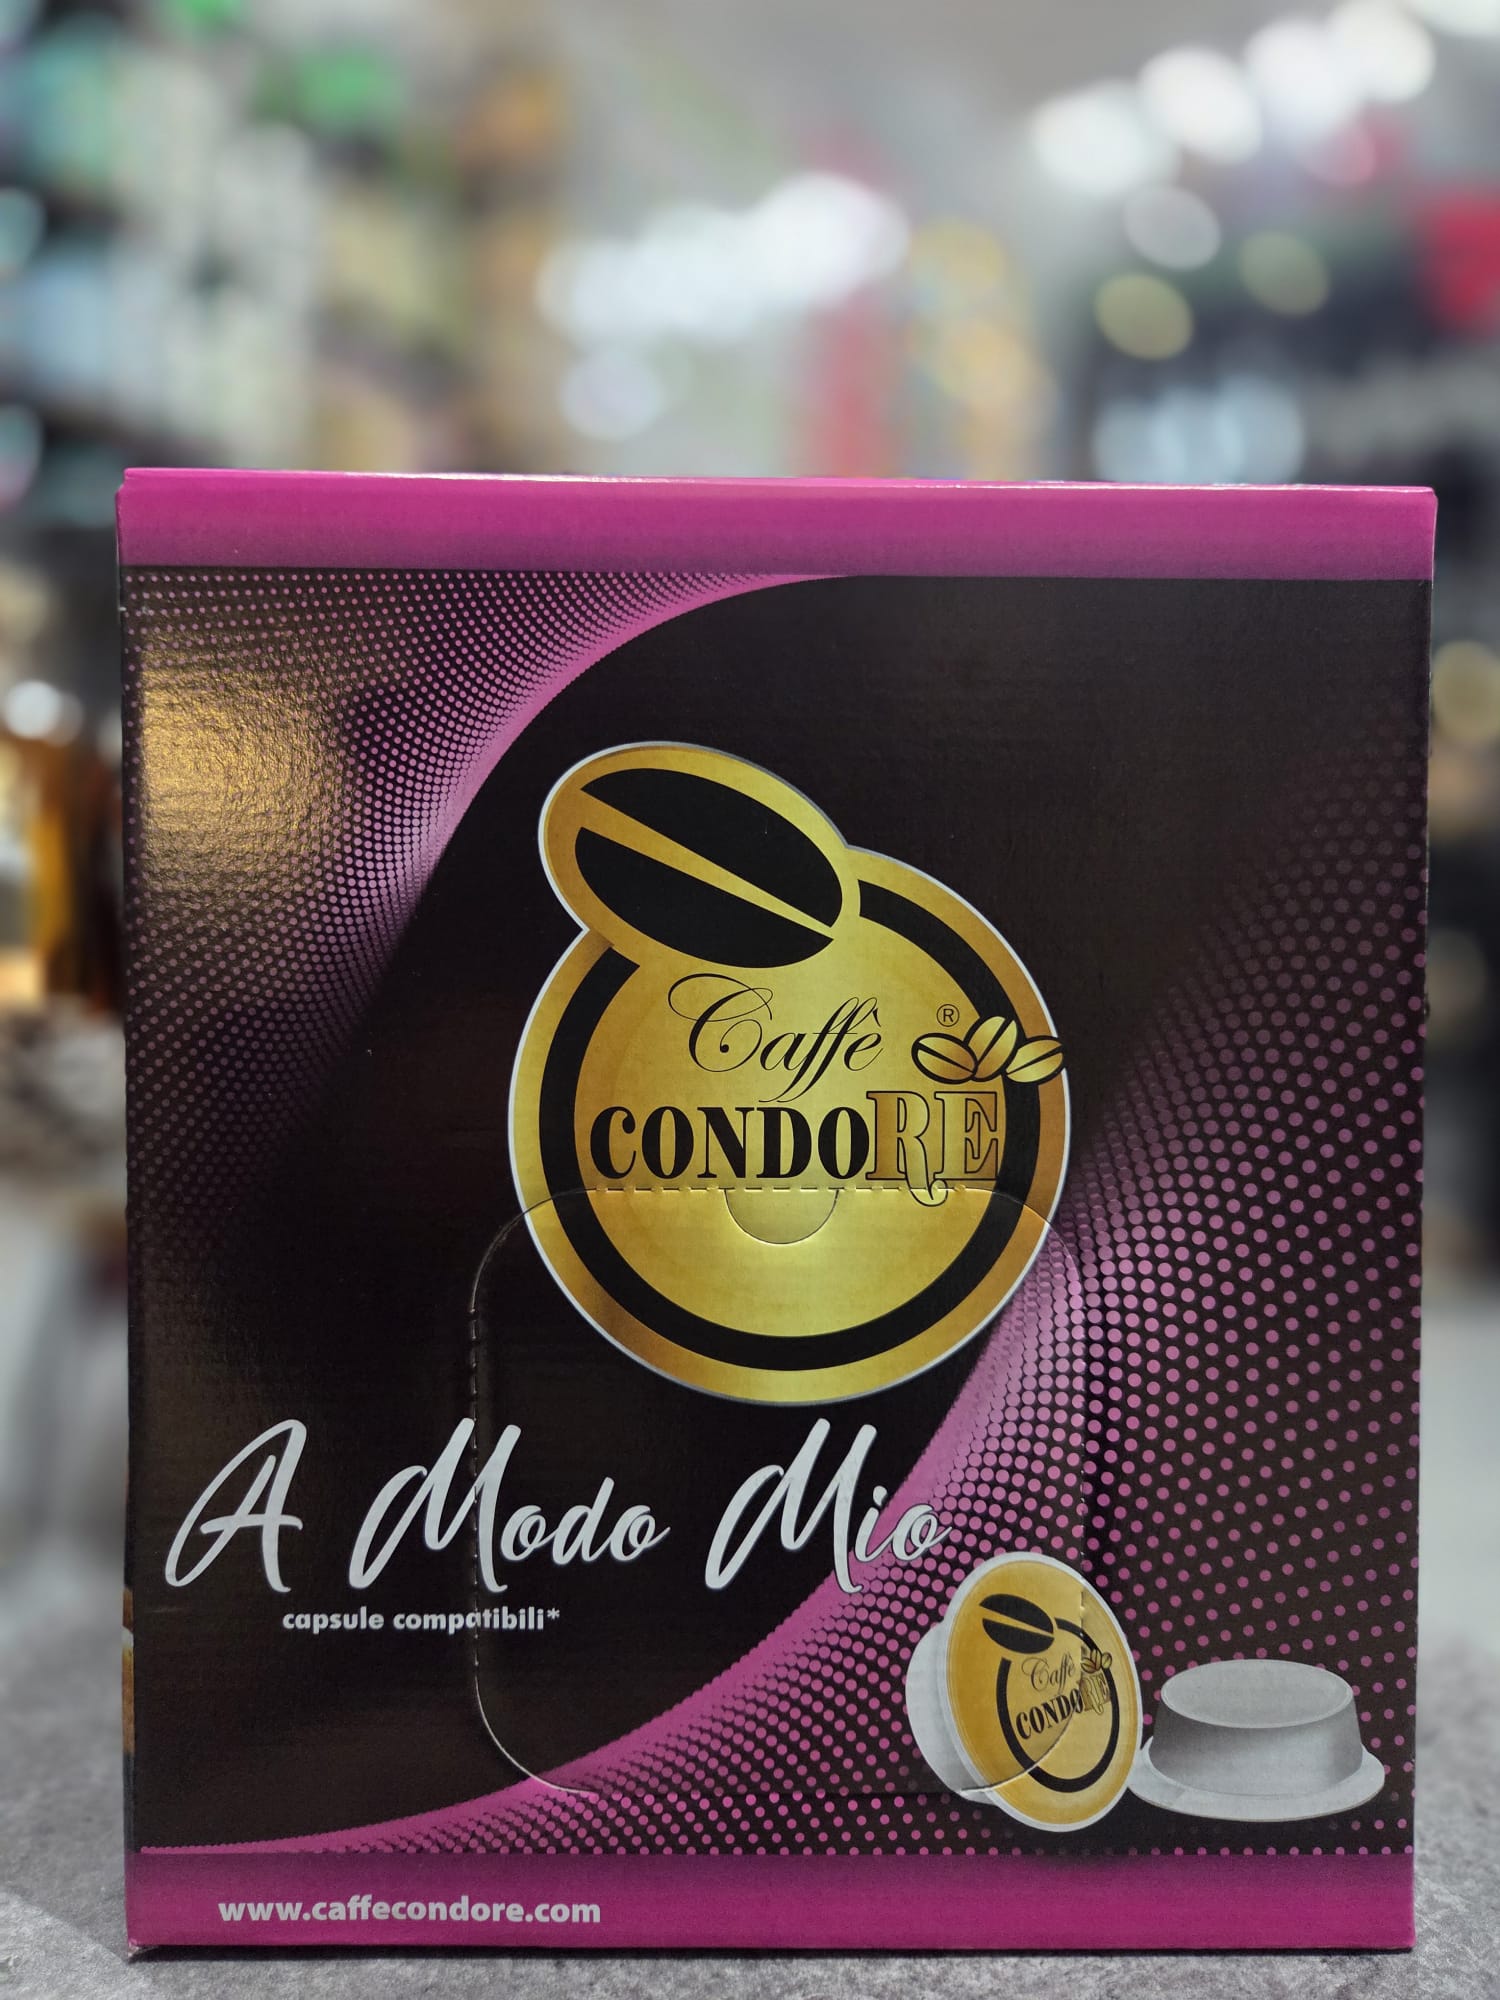 Caffè ®
CONDORE
A Modo Mio
capsule compatibili*
Caffè
CONDORE
www.caffecondore.com